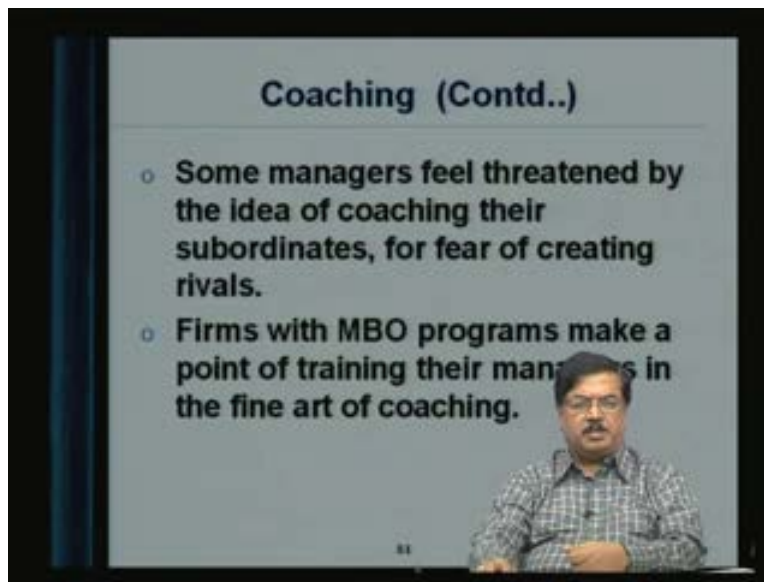 Coaching (Contd..)
o Some managers feel threatened by
the idea of coaching their
subordinates, for fear of creating
rivals.
o Firms with MBO programs make a
point of training their man s in
the fine art of coaching.